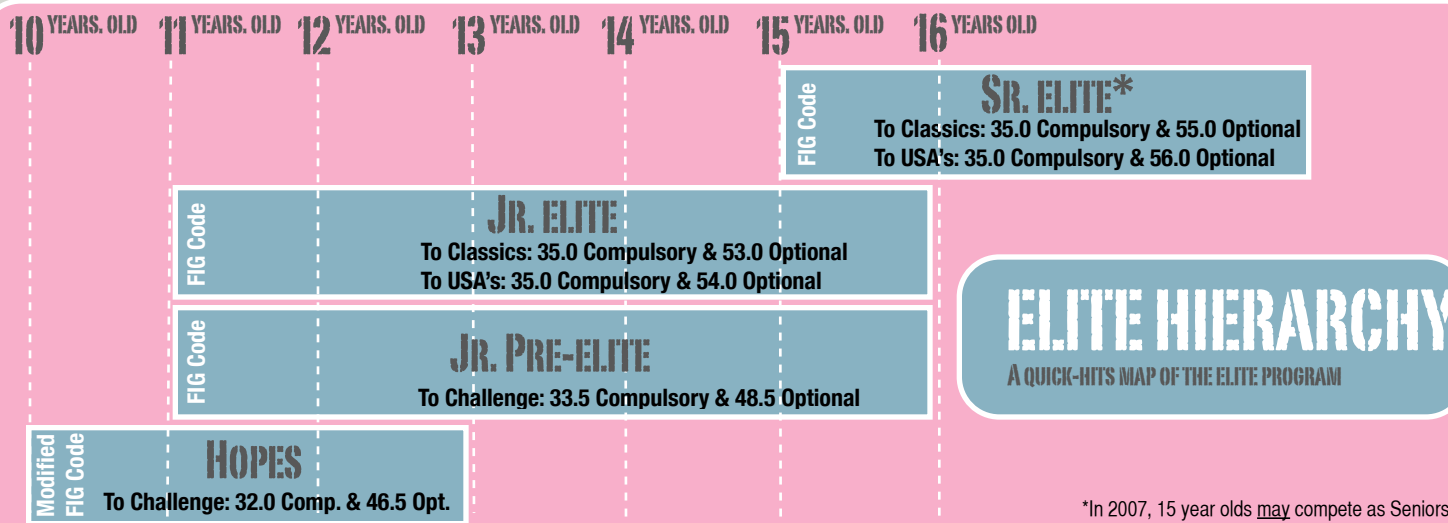 10 YEARS. OLD 11 YEARS. OLD 12 YEARS. OLD 13 YEARS. OLD 14 YEARS. OLD 15 YEARS. OLD 16 YEARS OLD
FIG Code
SR. ELITE*
To Classics: 35.0 Compulsory & 55.0 Optional
To USA's: 35.0 Compulsory & 56.0 Optional
FIG Code
JR. ELITE
To Classics: 35.0 Compulsory & 53.0 Optional
To USA's: 35.0 Compulsory & 54.0 Optional
FIG Code
JR. PRE-ELITE
To Challenge: 33.5 Compulsory & 48.5 Optional
ELITE HIERARCHY
A QUICK-HITS MAP OF THE ELITE PROGRAM
Modified
FIG Code
HOPES
To Challenge: 32.0 Comp. & 46.5 Opt.
*In 2007, 15 year olds may compete as Seniors